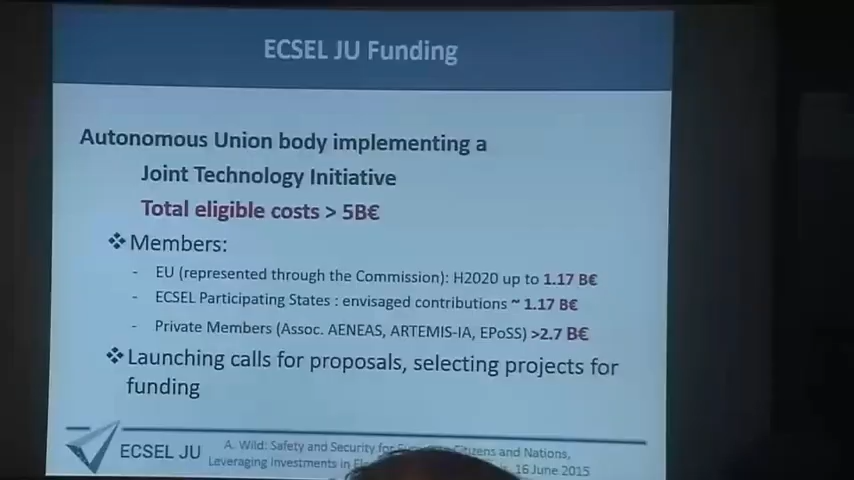 ECSEL JU Funding
Autonomous Union body implementing a
Joint Technology Initiative
Total eligible costs > 5B€
❖ Members:
- EU (represented through the Commission): H2020 up to 1.17 B€
- ECSEL Participating States : envisaged contributions ~ 1.17 B€
- Private Members (Assoc. AENEAS, ARTEMIS-IA, EPoSS) >2.7 B€
❖ Launching calls for proposals, selecting projects for
funding
ECSEL JU
A. Wild: Safety and Security for Citizens and Nations,
Leveraging Investments in 16 June 2015